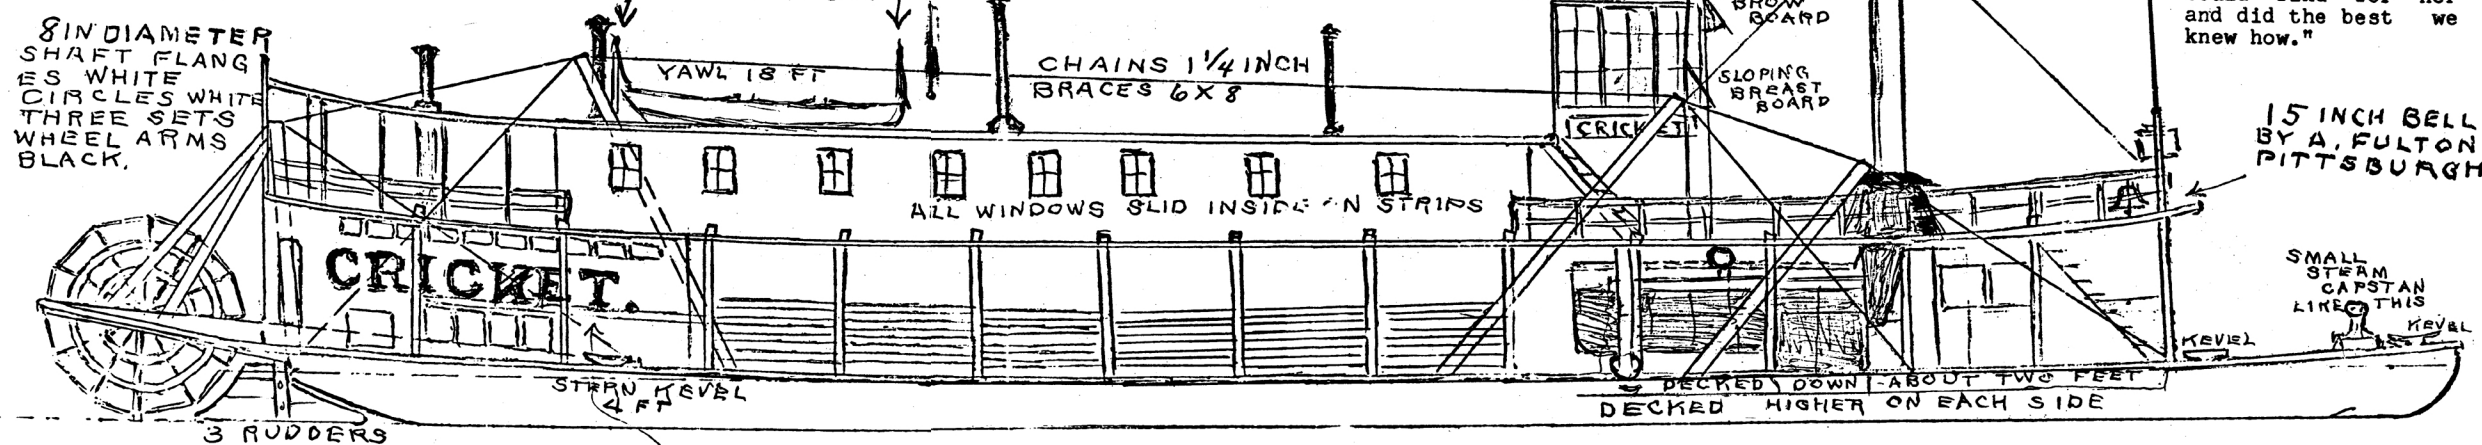 8IN DIAMETER
SHAFT FLANG
ES WHITE
CIRCLES WHITE
THREE SETS
WHEEL ARMS
BLACK.
YAWL 18 FT
CHAINS 1 1/4 INCH
BRACES 6 X 8
BROW
BOARD
SLOPING
BREAST
BOARD
and did the best we
knew how."
15 INCH BELL
BY A. FULTON
PITTSBURGH
CRICKET
ALL WINDOWS SLID INSIDE ON STRIPS
CRICKET.
SMALL
STEAM
CAPSTAN
LIKE THIS
KEVEL
KEVEL
STERN KEVEL
4 FT
DECKED DOWN - ABOUT TWO FEET
DECKED HIGHER ON EACH SIDE
3 RUDDERS